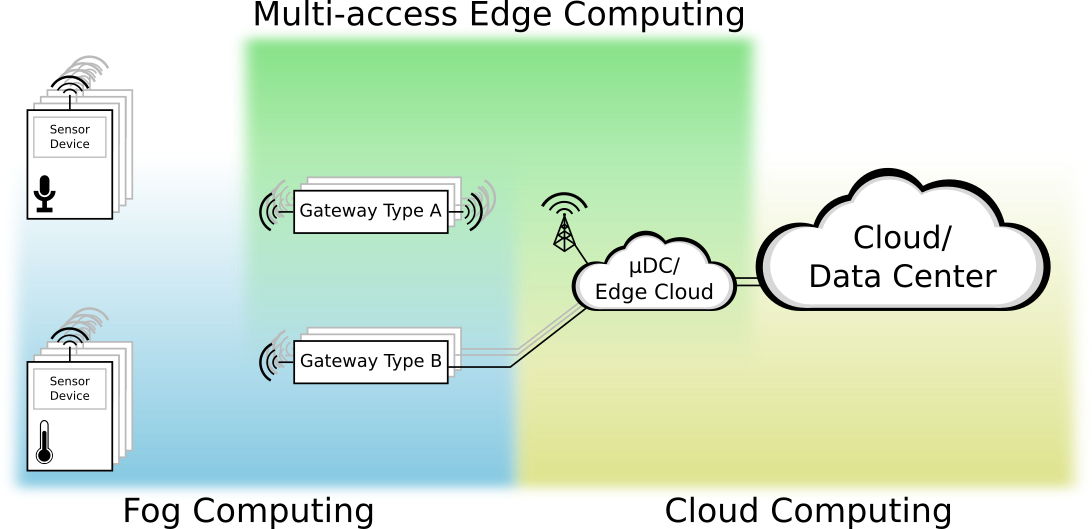 Multi-access Edge Computing
Sensor
Device
Gateway Type A
Cloud/
Data Center
µDC/
Edge Cloud
Gateway Type B
Sensor
Device
Fog Computing
Cloud Computing